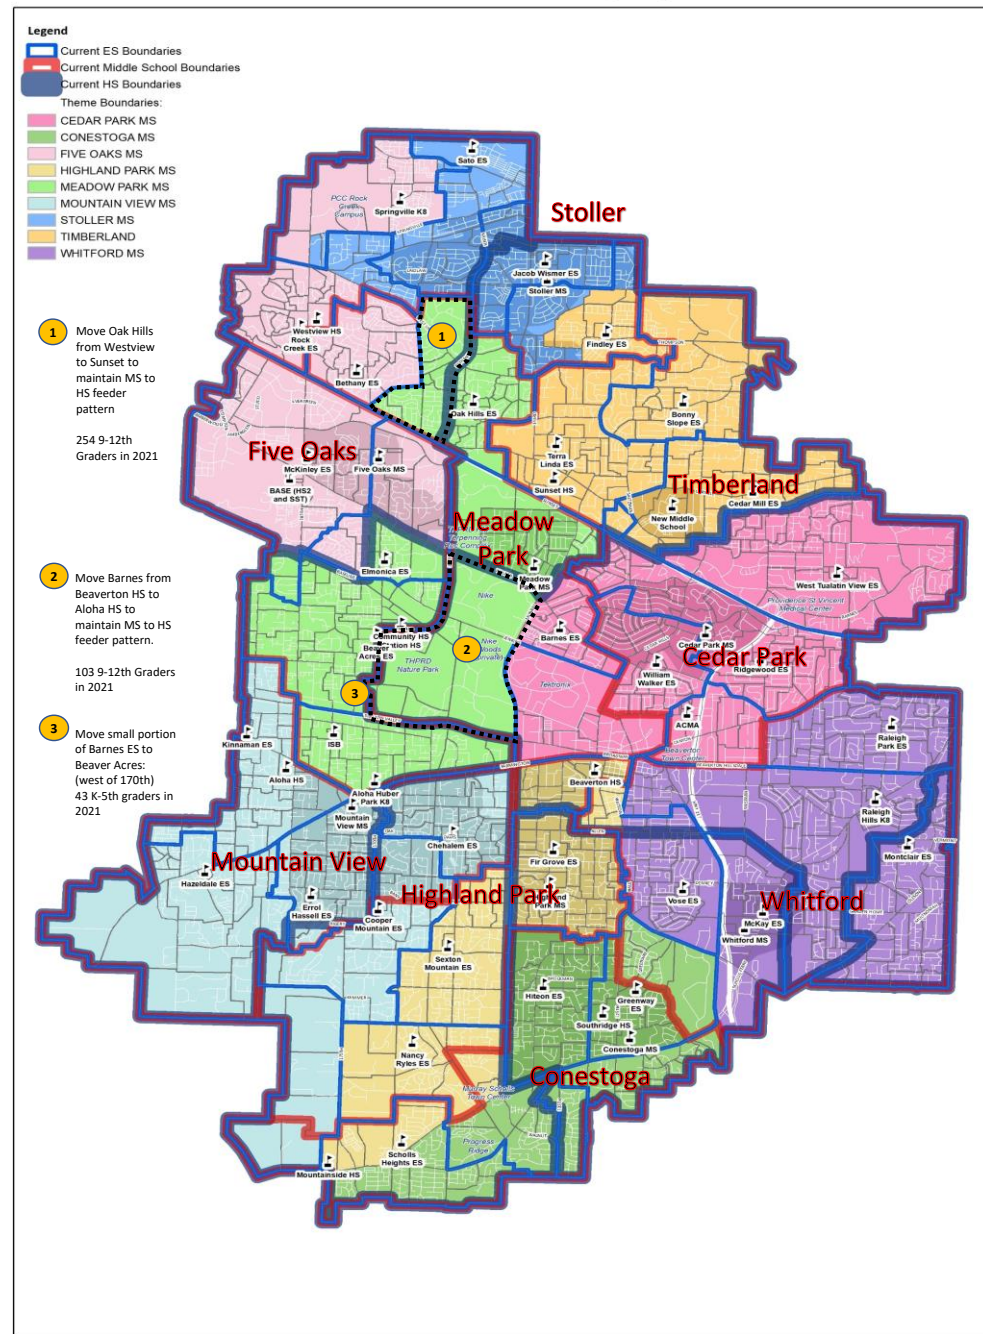 Legend
Current ES Boundaries
Current Middle School Boundaries
Current HS Boundaries
Theme Boundaries:
CEDAR PARK MS
CONESTOGA MS
FIVE OAKS MS
HIGHLAND PARK MS
MEADOW PARK MS
MOUNTAIN VIEW MS
STOLLER MS
TIMBERLAND
WHITFORD MS
1
Move Oak Hills
from Westview
to Sunset to
maintain MS to
HS feeder
pattern
254 9-12th
Graders in 2021
2
Move Barnes from
Beaverton HS to
Aloha HS to
maintain MS to HS
feeder pattern.
103 9-12th Graders
in 2021
3
Move small portion
of Barnes ES to
Beaver Acres:
(west of 170th)
43 K-5th graders in
2021
Sato ES
PCC Rock
Creek
Campus
Springville K8
Stoller
Jacob Wismer ES
Stoller MS
Westview HS
Rock
Creek ES
1
Findley ES
Bethany ES
Oak Hills ES
Bonny
Slope ES
Five Oaks
McKinley ES
Five Oaks MS
BASE (HS2
and SST)
Terra
Linda ES
Sunset HS
Timberland
Cedar Mill ES
New Middle
School
Meadow
Park
Elmonica ES
Meadow
Park MS
Nike
West Tualatin View ES
Providence St Vincent
Medical Center
Community HS
Beaver
Acres ES
2
Nike
Barnes ES
Cedar Park MS
Cedar Park
William
Walker ES
Ridgewood ES
THPRD
Nature Park
Tektronix
3
ACMA
Kinnaman ES
ISB
Beaverton
Town Center
Raleigh
Park ES
Aloha HS
Beaverton HS
Aloha Huber
Park K8
Mountain
View MS
Raleigh
Hills K8
Chehalem ES
Montclair ES
Mountain View
Hazeldale ES
Fir Grove ES
Highland Park
Highland
Park MS
Errol
Hassell ES
Cooper
Mountain ES
Vose ES
Whitford
McKay ES
Whitford MS
Sexton
Mountain ES
Hiteon ES
Greenway
ES
Southridge HS
Conestoga MS
Nancy
Ryles ES
Conestoga
Murray Scholls
Town Center
Progress
Ridge
Scholls
Heights ES
Mountainside HS